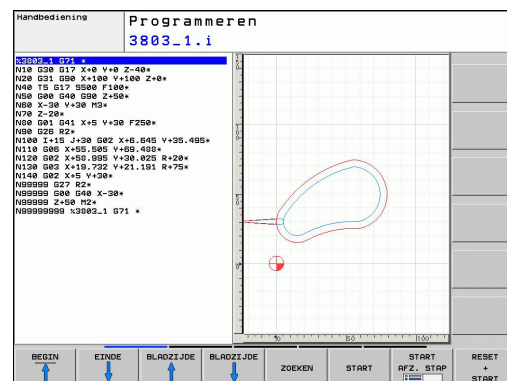 Handbediening
Programmeren
3803_1.i
%3803_1 G71 *
N10 G30 G17 X+0 Y+0 Z-40*
N20 G31 G90 X+100 Y+100 Z+0*
N40 T5 G17 S500 F100*
N50 G00 G40 G90 Z+50*
N60 X-30 Y+30 M3*
N70 Z-20*
N80 G01 G41 X+5 Y+30 F250*
N90 G26 R2*
N100 I+15 J+30 G02 X+6.645 Y+35.495*
N110 G06 X+55.505 Y+69.488*
N120 G02 X+58.995 Y+30.025 R+20*
N130 G03 X+19.732 Y+21.191 R+75*
N140 G02 X+5 Y+30*
N99999 G27 R2*
N99999 G00 G40 X-30*
N99999 Z+50 M2*
N99999999 %3803_1 G71 *
0
50
100
BEGIN
EINDE
BLADZIJDE
BLADZIJDE
ZOEKEN
START
START
AFZ. STAP
RESET
+
START